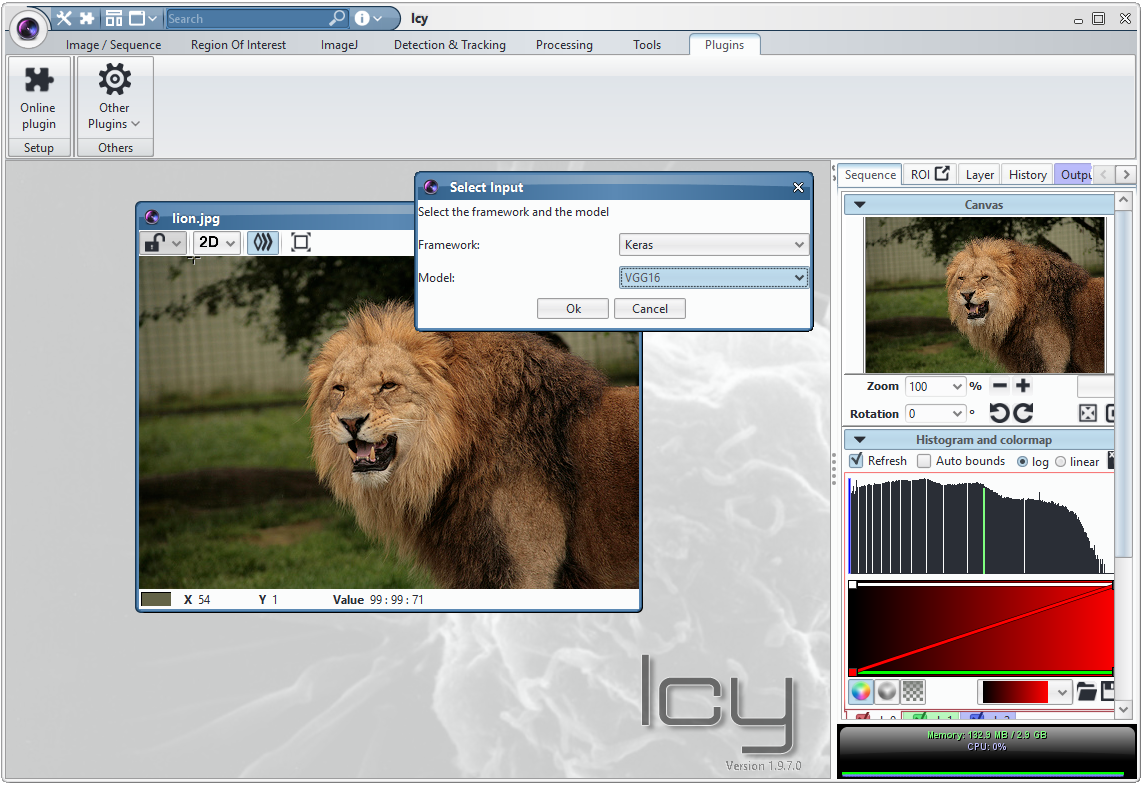 Search
Icy
Image / Sequence
Region Of Interest
ImageJ
Detection & Tracking
Processing
Tools
Plugins
Online
plugin
Setup
Other
Plugins
Others
lion.jpg
2D
X 54
Y 1
Value 99 : 99 : 71
Select Input
Select the framework and the model
Framework:
Keras
Model:
VGG16
Ok
Cancel
Icy
Version 1.9.7.0
Sequence
ROI
Layer
History
Outpu
Canvas
Zoom
100
%
Rotation
0
°
Histogram and colormap
Refresh
Auto bounds
log
linear
Memory: 132.9 MB / 2.9 GB
CPU: 0%